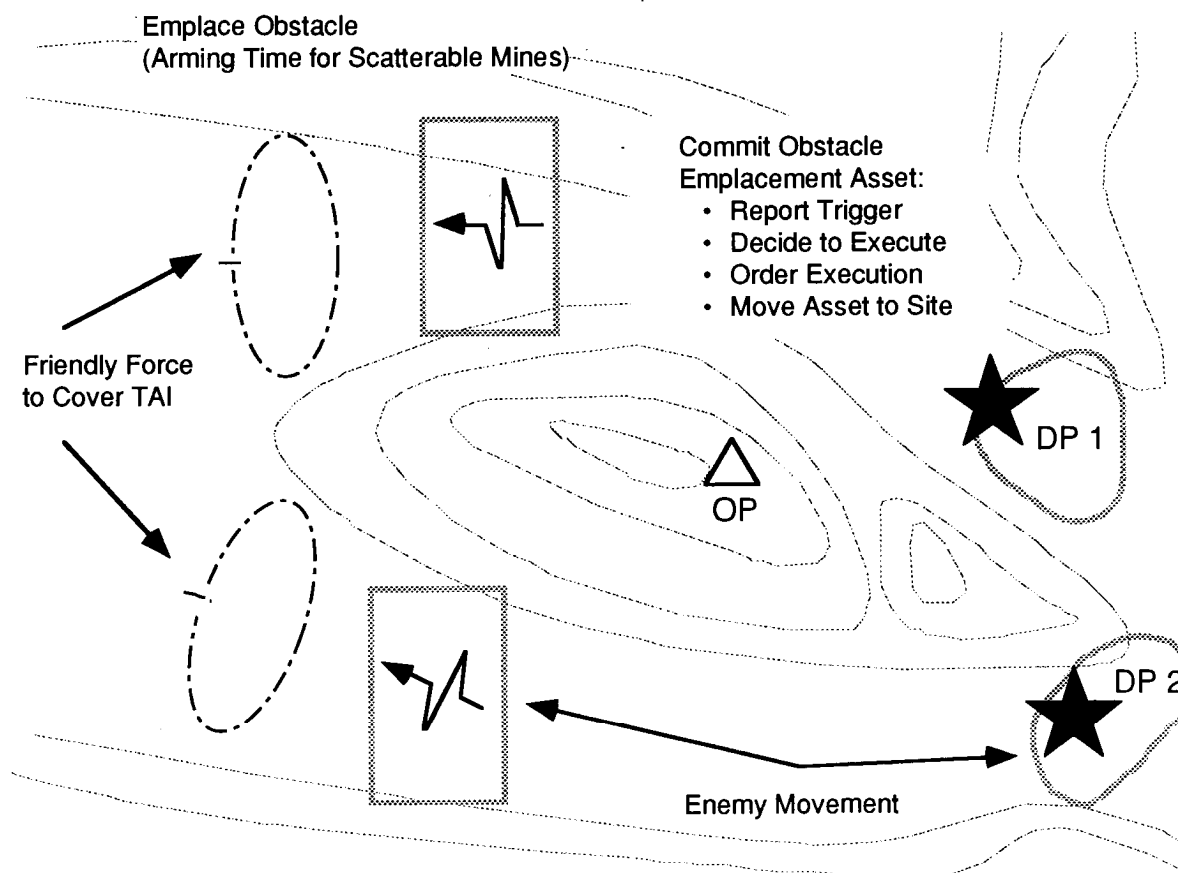 Emplace Obstacle
(Arming Time for Scatterable Mines)
Commit Obstacle
Emplacement Asset:
• Report Trigger
• Decide to Execute
• Order Execution
• Move Asset to Site
Friendly Force
to Cover TAI
DP 1
OP
DP 2
Enemy Movement